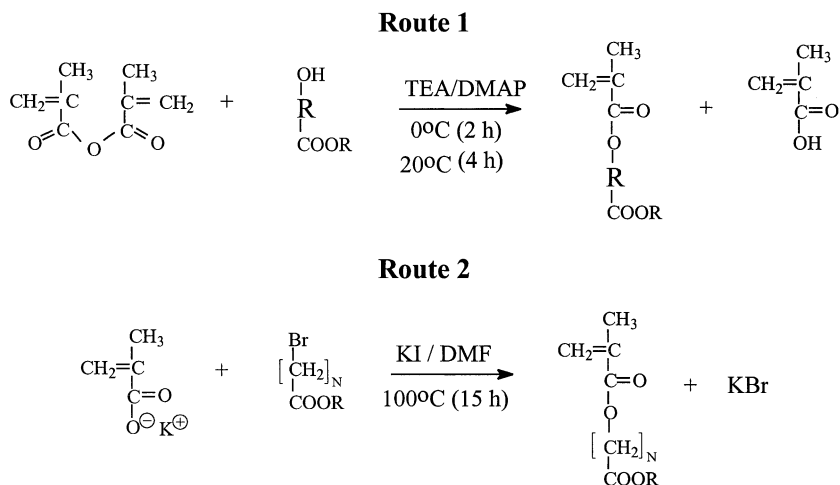 Route 1
CH3 CH3 OH CH3 CH3
CH2=C C=CH2 + R TEA/DMAP CH2=C + CH2=C
O=C C=O COOR 0ºC (2 h) C=O C=O
O 20ºC (4 h) O OH
R
COOR
Route 2
CH3 Br CH3
CH2=C + [CH2]N KI / DMF CH2=C + KBr
C=O COOR 100ºC (15 h) C=O
O⊖ K⊕ O
[CH2]N
COOR